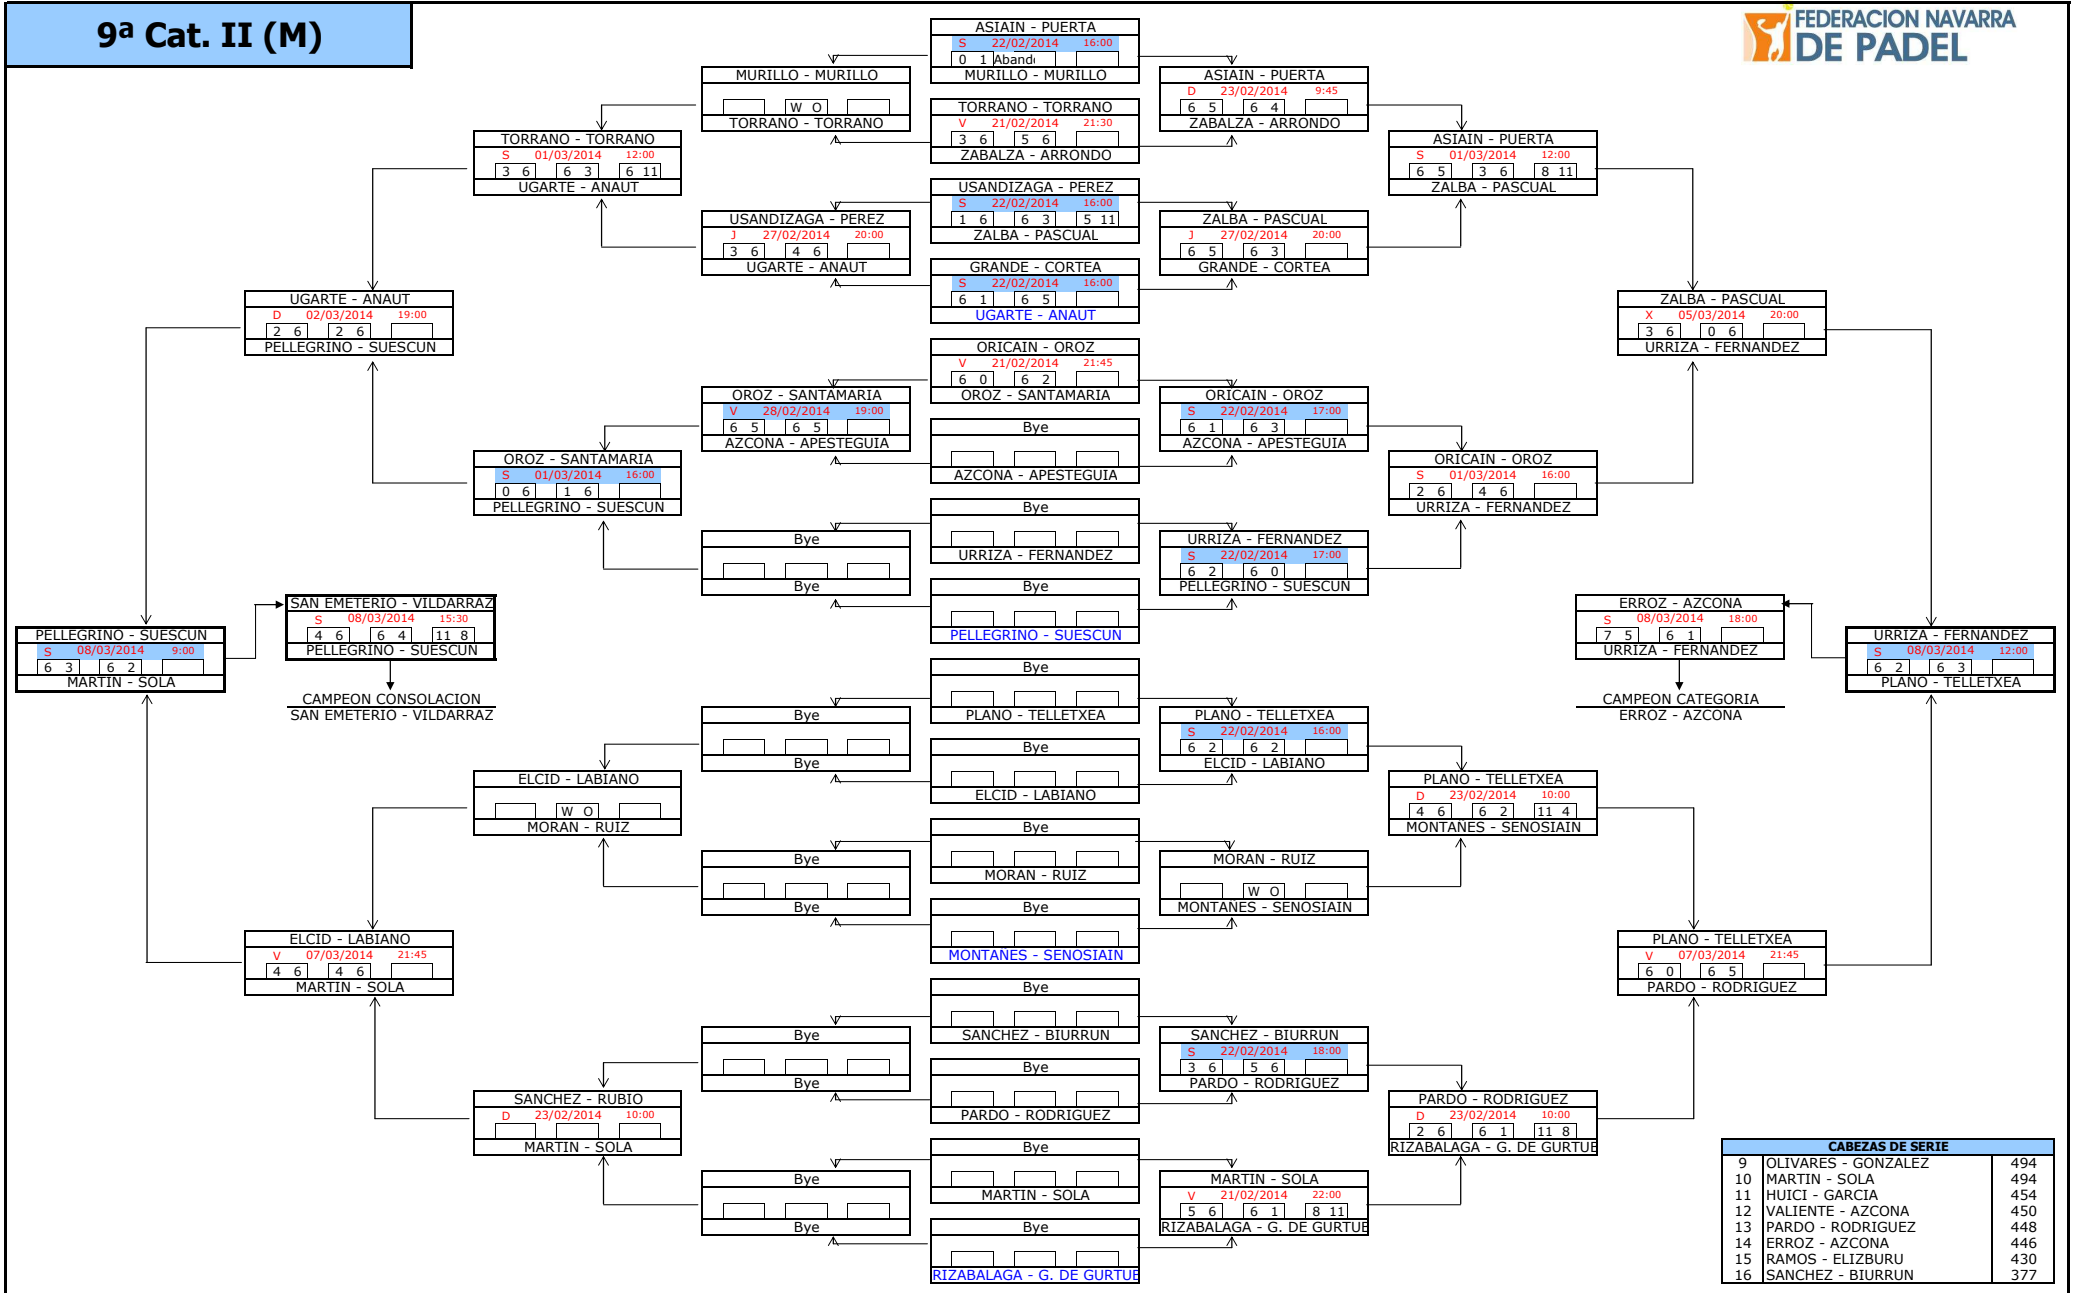 9ª Cat. II (M)
FEDERACION NAVARRA
DE PADEL
PELLEGRINO - SUESCUN
S 08/03/2014 9:00
6 3 6 2
MARTIN - SOLA
SAN EMETERIO - VILDARRAZ
S 08/03/2014 15:30
4 6 6 4 11 8
PELLEGRINO - SUESCUN
CAMPEON CONSOLACION
SAN EMETERIO - VILDARRAZ
UGARTE - ANAUT
D 02/03/2014 19:00
2 6 2 6
PELLEGRINO - SUESCUN
ELCID - LABIANO
V 07/03/2014 21:45
4 6 4 6
MARTIN - SOLA
TORRANO - TORRANO
S 01/03/2014 12:00
3 6 6 3 6 11
UGARTE - ANAUT
OROZ - SANTAMARIA
S 01/03/2014 16:00
0 6 1 6
PELLEGRINO - SUESCUN
ELCID - LABIANO
W O
MORAN - RUIZ
SANCHEZ - RUBIO
D 23/02/2014 10:00
MARTIN - SOLA
MURILLO - MURILLO
W O
TORRANO - TORRANO
USANDIZAGA - PEREZ
J 27/02/2014 20:00
3 6 4 6
UGARTE - ANAUT
OROZ - SANTAMARIA
V 28/02/2014 19:00
6 5 6 5
AZCONA - APESTEGUIA
Bye
Bye
Bye
Bye
Bye
Bye
Bye
Bye
Bye
Bye
ASIAIN - PUERTA
S 22/02/2014 16:00
0 1 Aband
MURILLO - MURILLO
TORRANO - TORRANO
V 21/02/2014 21:30
3 6 5 6
ZABALZA - ARRONDO
USANDIZAGA - PEREZ
S 22/02/2014 16:00
1 6 6 3 5 11
ZALBA - PASCUAL
GRANDE - CORTEA
S 22/02/2014 16:00
6 1 6 5
UGARTE - ANAUT
ORICAIN - OROZ
V 21/02/2014 21:45
6 0 6 2
OROZ - SANTAMARIA
Bye
AZCONA - APESTEGUIA
Bye
URRIZA - FERNANDEZ
Bye
PELLEGRINO - SUESCUN
Bye
PLANO - TELLETXEA
Bye
ELCID - LABIANO
Bye
MORAN - RUIZ
Bye
MONTAÑES - SENOSIAIN
Bye
SANCHEZ - BIURRUN
Bye
PARDO - RODRIGUEZ
Bye
MARTIN - SOLA
Bye
RIZABALAGA - G. DE GURTUE
ASIAIN - PUERTA
D 23/02/2014 9:45
6 5 6 4
ZABALZA - ARRONDO
ZALBA - PASCUAL
J 27/02/2014 20:00
6 5 6 3
GRANDE - CORTEA
ORICAIN - OROZ
S 22/02/2014 17:00
6 1 6 3
AZCONA - APESTEGUIA
URRIZA - FERNANDEZ
S 22/02/2014 17:00
6 2 6 0
PELLEGRINO - SUESCUN
PLANO - TELLETXEA
S 22/02/2014 16:00
6 2 6 2
ELCID - LABIANO
MORAN - RUIZ
W O
MONTAÑES - SENOSIAIN
SANCHEZ - BIURRUN
S 22/02/2014 18:00
3 6 5 6
PARDO - RODRIGUEZ
MARTIN - SOLA
V 21/02/2014 22:00
5 6 6 1 8 11
RIZABALAGA - G. DE GURTUE
ASIAIN - PUERTA
S 01/03/2014 12:00
6 5 3 6 8 11
ZALBA - PASCUAL
ORICAIN - OROZ
S 01/03/2014 16:00
2 6 4 6
URRIZA - FERNANDEZ
PLANO - TELLETXEA
D 23/02/2014 10:00
4 6 6 2 11 4
MONTAÑES - SENOSIAIN
PARDO - RODRIGUEZ
D 23/02/2014 10:00
2 6 6 1 11 8
RIZABALAGA - G. DE GURTUE
ZALBA - PASCUAL
X 05/03/2014 20:00
3 6 0 6
URRIZA - FERNANDEZ
PLANO - TELLETXEA
V 07/03/2014 21:45
6 0 6 5
PARDO - RODRIGUEZ
ERROZ - AZCONA
S 08/03/2014 18:00
7 5 6 1
URRIZA - FERNANDEZ
CAMPEON CATEGORIA
ERROZ - AZCONA
URRIZA - FERNANDEZ
S 08/03/2014 12:00
6 2 6 3
PLANO - TELLETXEA
CABEZAS DE SERIE
9 OLIVARES - GONZALEZ 494
10 MARTIN - SOLA 494
11 HUICI - GARCIA 454
12 VALIENTE - AZCONA 450
13 PARDO - RODRIGUEZ 448
14 ERROZ - AZCONA 446
15 RAMOS - ELIZBURU 430
16 SANCHEZ - BIURRUN 377